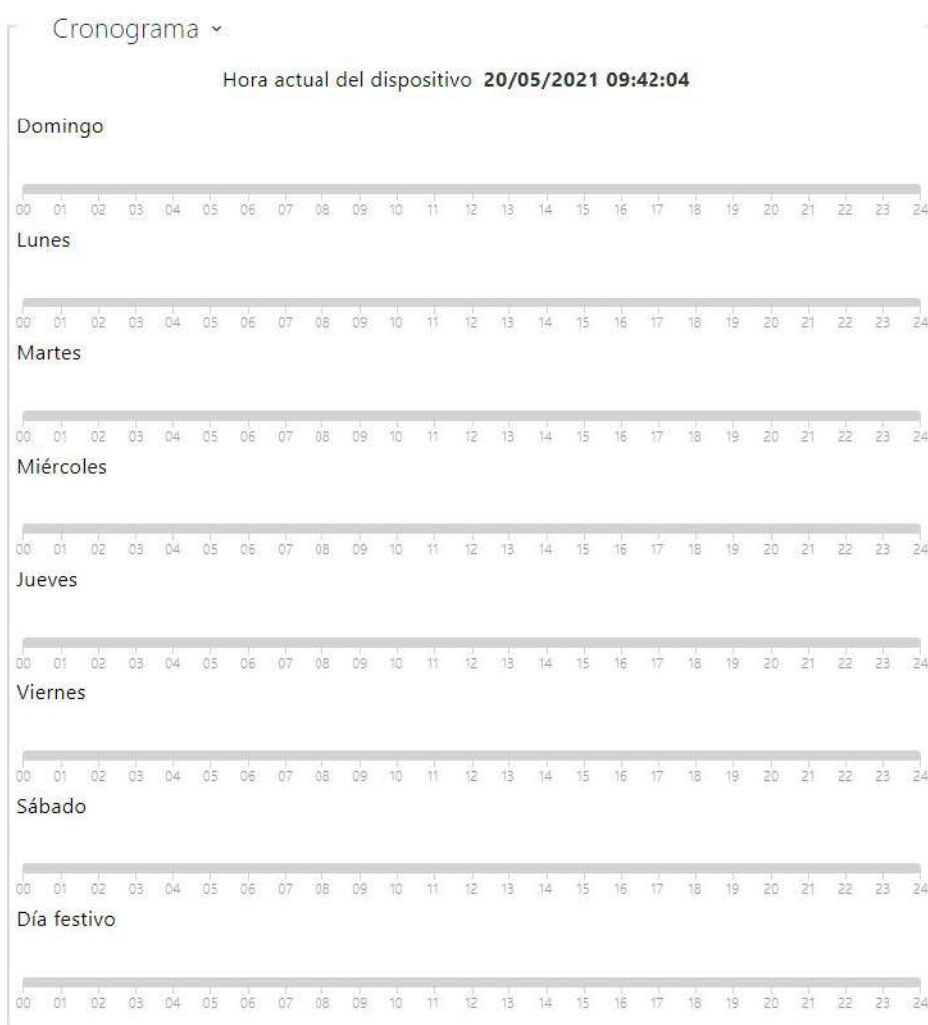 Cronograma
Hora actual del dispositivo 20/05/2021 09:42:04
Domingo
00 01 02 03 04 05 06 07 08 09 10 11 12 13 14 15 16 17 18 19 20 21 22 23 24
Lunes
00 01 02 03 04 05 06 07 08 09 10 11 12 13 14 15 16 17 18 19 20 21 22 23 24
Martes
00 01 02 03 04 05 06 07 08 09 10 11 12 13 14 15 16 17 18 19 20 21 22 23 24
Miércoles
00 01 02 03 04 05 06 07 08 09 10 11 12 13 14 15 16 17 18 19 20 21 22 23 24
Jueves
00 01 02 03 04 05 06 07 08 09 10 11 12 13 14 15 16 17 18 19 20 21 22 23 24
Viernes
00 01 02 03 04 05 06 07 08 09 10 11 12 13 14 15 16 17 18 19 20 21 22 23 24
Sábado
00 01 02 03 04 05 06 07 08 09 10 11 12 13 14 15 16 17 18 19 20 21 22 23 24
Día festivo
00 01 02 03 04 05 06 07 08 09 10 11 12 13 14 15 16 17 18 19 20 21 22 23 24